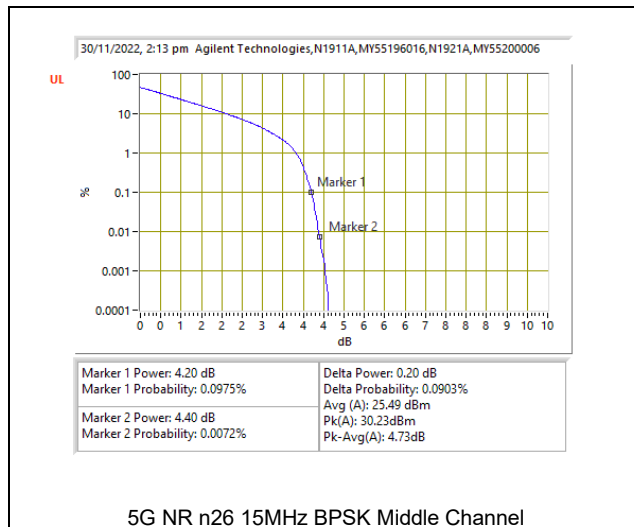 30/11/2022, 2:13 pm Agilent Technologies,N1911A,MY55196016,N1921A,MY55200006
UL
100
10
1
0.1
0.01
0.001
0.0001
%
Marker 1
Marker 2
0 0 1 2 2 3 3 4 4 4 5 5 6 6 7 8 8 9 9 10 10
dB
Marker 1 Power: 4.20 dB
Marker 1 Probability: 0.0975%
Marker 2 Power: 4.40 dB
Marker 2 Probability: 0.0072%
Delta Power: 0.20 dB
Delta Probability: 0.0903%
Avg (A): 25.49 dBm
Pk(A): 30.23dBm
Pk-Avg(A): 4.73dB
5G NR n26 15MHz BPSK Middle Channel